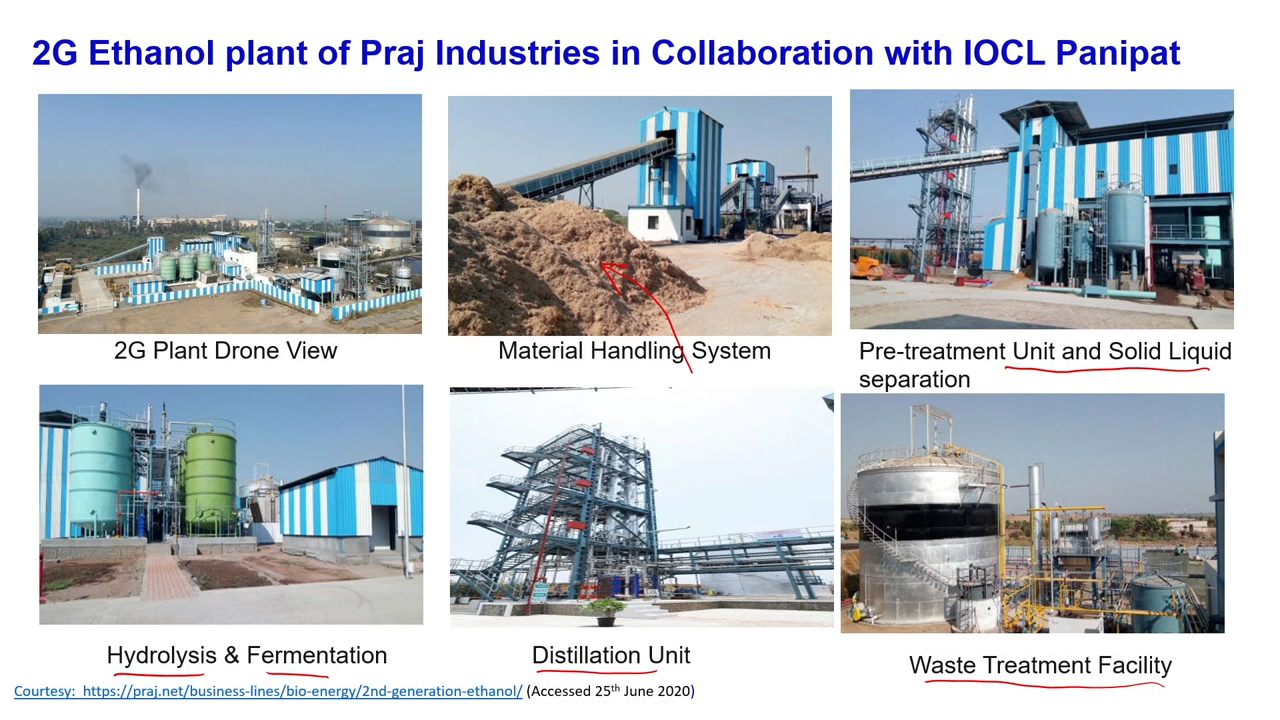 2G Ethanol plant of Praj Industries in Collaboration with IOCL Panipat
2G Plant Drone View
Material Handling System
Pre-treatment Unit and Solid Liquid
separation
Hydrolysis & Fermentation
Distillation Unit
Waste Treatment Facility
Courtesy: https://praj.net/business-lines/bio-energy/2nd-generation-ethanol/ (Accessed 25th June 2020)